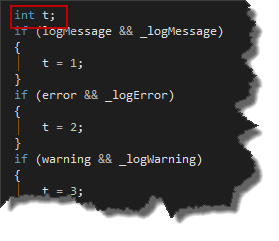 int t;
if (logMessage && _logMessage)
{
t = 1;
}
if (error && _logError)
{
t = 2;
}
if (warning && _logWarning)
{
t = 3;